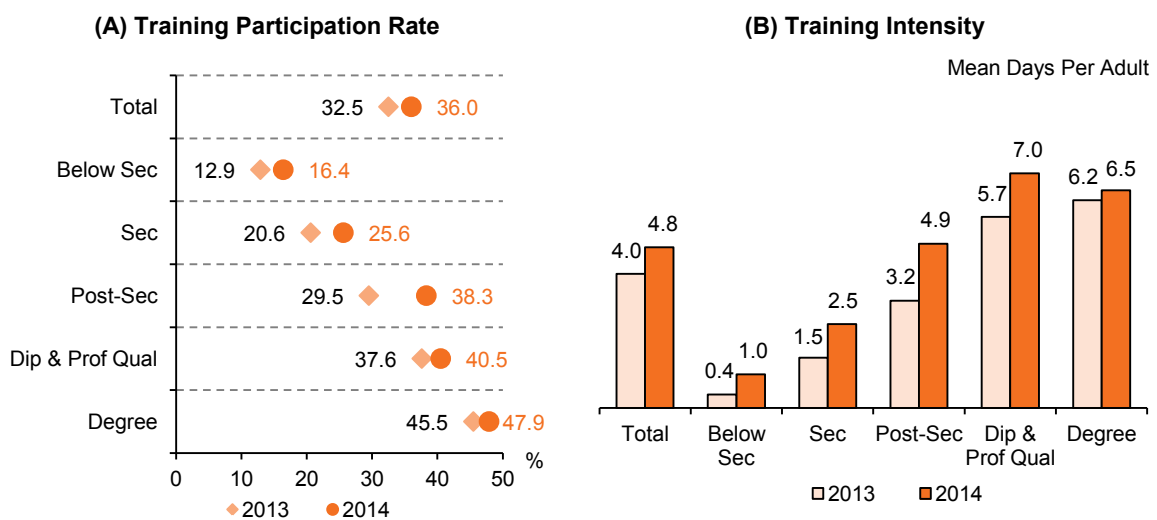 (A) Training Participation Rate
Total
32.5
36.0
Below Sec
12.9
16.4
Sec
20.6
25.6
Post-Sec
29.5
38.3
Dip & Prof Qual
37.6
40.5
Degree
45.5
47.9
%
0 10 20 30 40 50
2013 2014
(B) Training Intensity
Mean Days Per Adult
4.0 4.8
0.4 1.0
1.5 2.5
3.2 4.9
5.7 7.0
6.2 6.5
Total
Below
Sec
Sec
Post-Sec
Dip &
Prof Qual
Degree
2013 2014